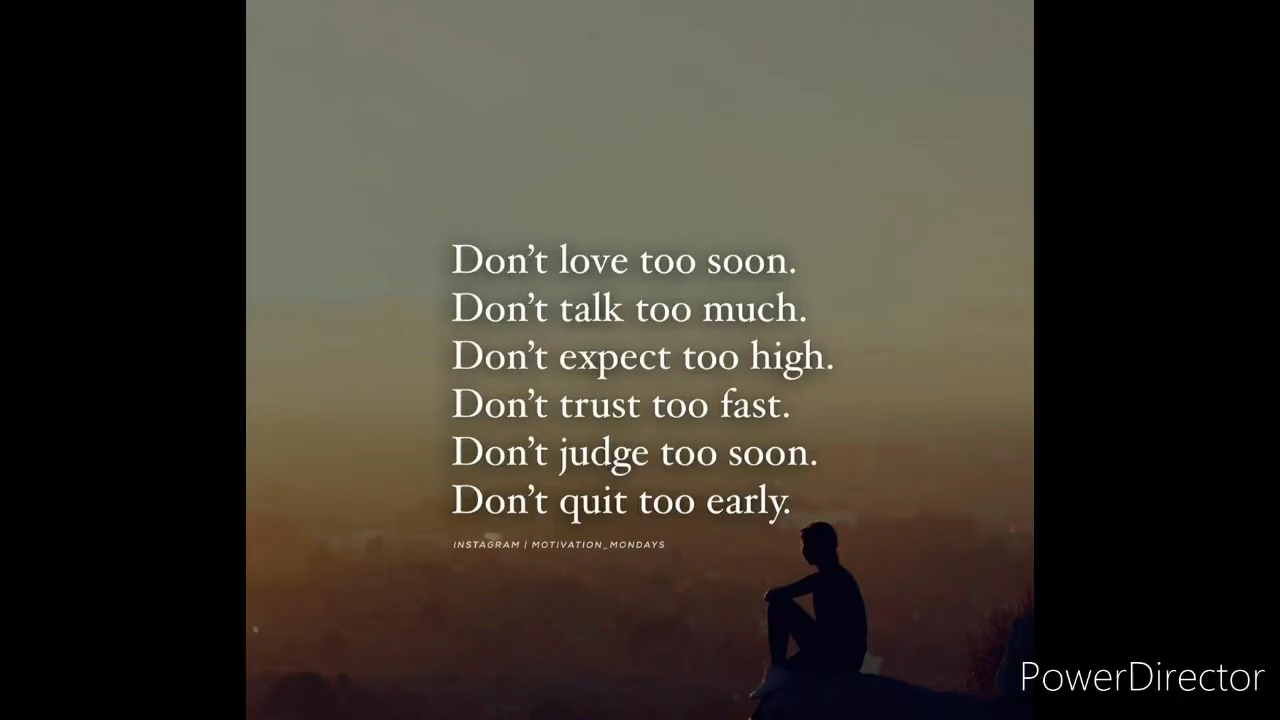 Don’t love too soon.
Don’t talk too much.
Don’t expect too high.
Don’t trust too fast.
Don’t judge too soon.
Don’t quit too early.
INSTAGRAM | MOTIVATION_MONDAYS
PowerDirector